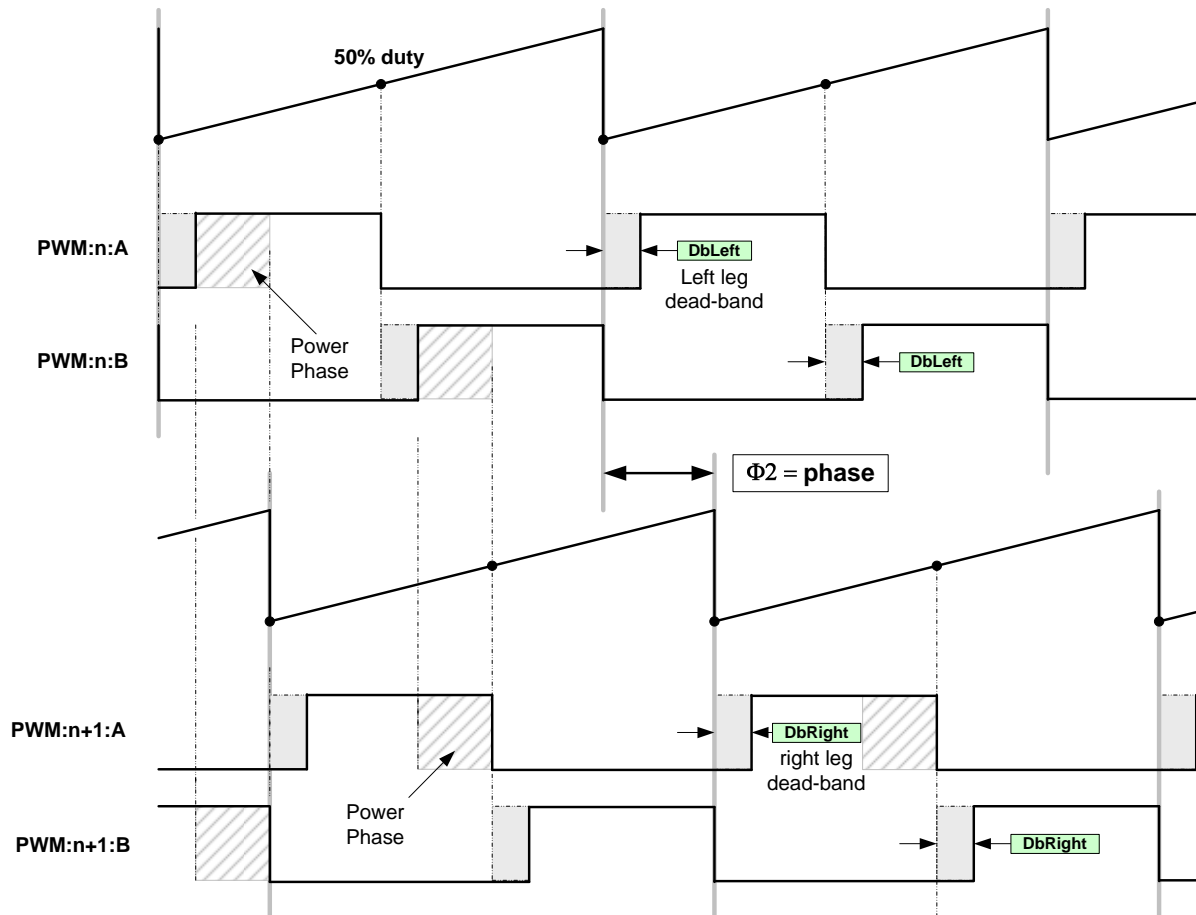 50% duty
PWM:n:A
DbLeft
Left leg
dead-band
Power
Phase
PWM:n:B
DbLeft
Φ2 = phase
PWM:n+1:A
DbRight
right leg
dead-band
Power
Phase
PWM:n+1:B
DbRight